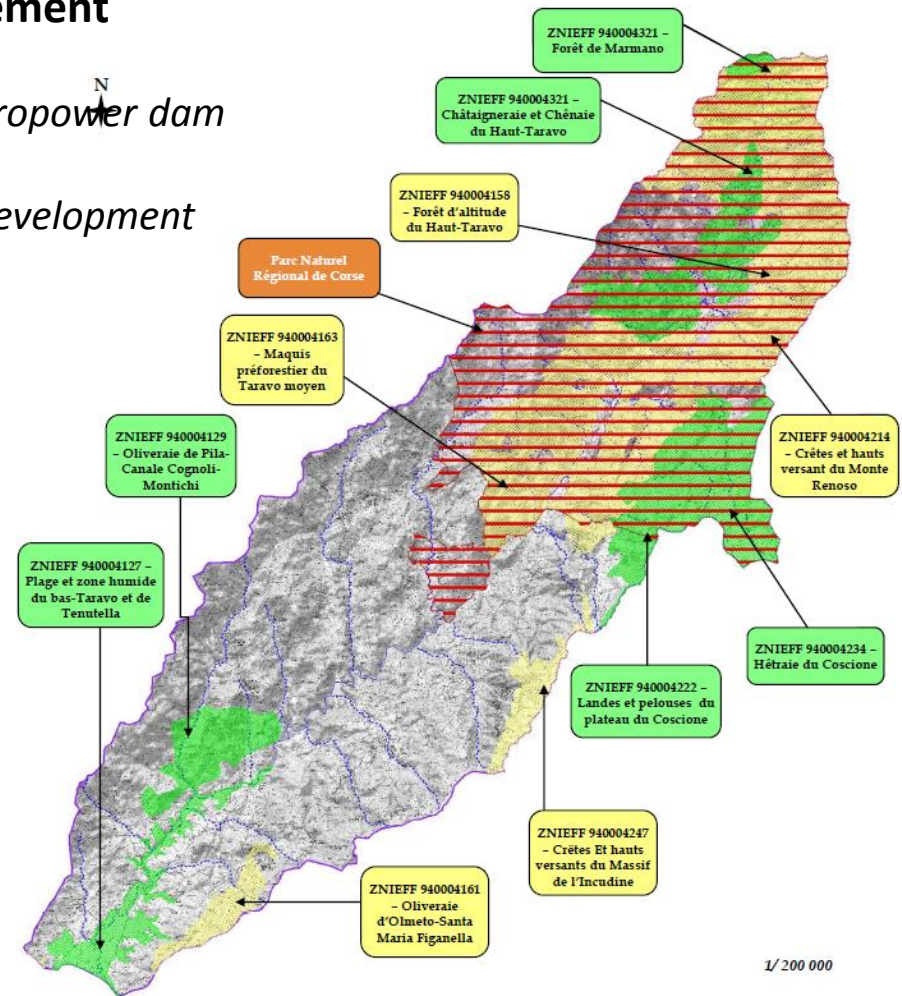 ement
N
ropower dam
evelopment
ZNIEFF 940004321 –
Forêt de Marmano
ZNIEFF 940004321 –
Châtaigneraie et Chênaie
du Haut-Taravo
ZNIEFF 940004158
– Forêt d'altitude
du Haut-Taravo
Parc Naturel
Régional de Corse
ZNIEFF 940004163
– Maquis
préforestier du
Taravo moyen
ZNIEFF 940004129
– Oliveraie de Pila-
Canale Cognoli-
Montichi
ZNIEFF 940004214
– Crêtes et hauts
versant du Monte
Renoso
ZNIEFF 940004127 –
Plage et zone humide
du bas-Taravo et de
Tenutella
ZNIEFF 940004234 –
Hêtraie du Coscione
ZNIEFF 940004222 –
Landes et pelouses du
plateau du Coscione
ZNIEFF 940004247
– Crêtes Et hauts
versants du Massif
de l'Incudine
ZNIEFF 940004161
– Oliveraie
d'Olmeto-Santa
Maria Figanella
1/ 200 000